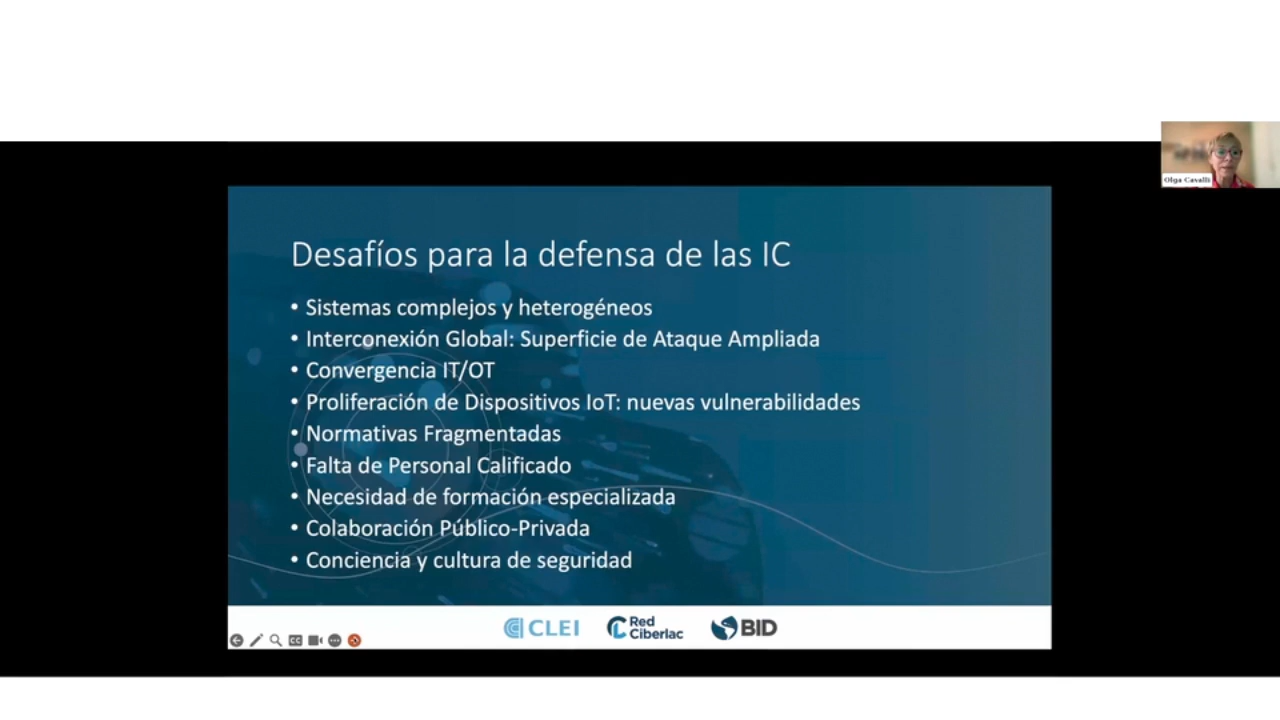 Olga Cavalli
Desafíos para la defensa de las IC
• Sistemas complejos y heterogéneos
• Interconexión Global: Superficie de Ataque Ampliada
• Convergencia IT/OT
• Proliferación de Dispositivos IoT: nuevas vulnerabilidades
• Normativas Fragmentadas
• Falta de Personal Calificado
• Necesidad de formación especializada
• Colaboración Público-Privada
• Conciencia y cultura de seguridad
CLEI
Red
Ciberlac
BID
CC